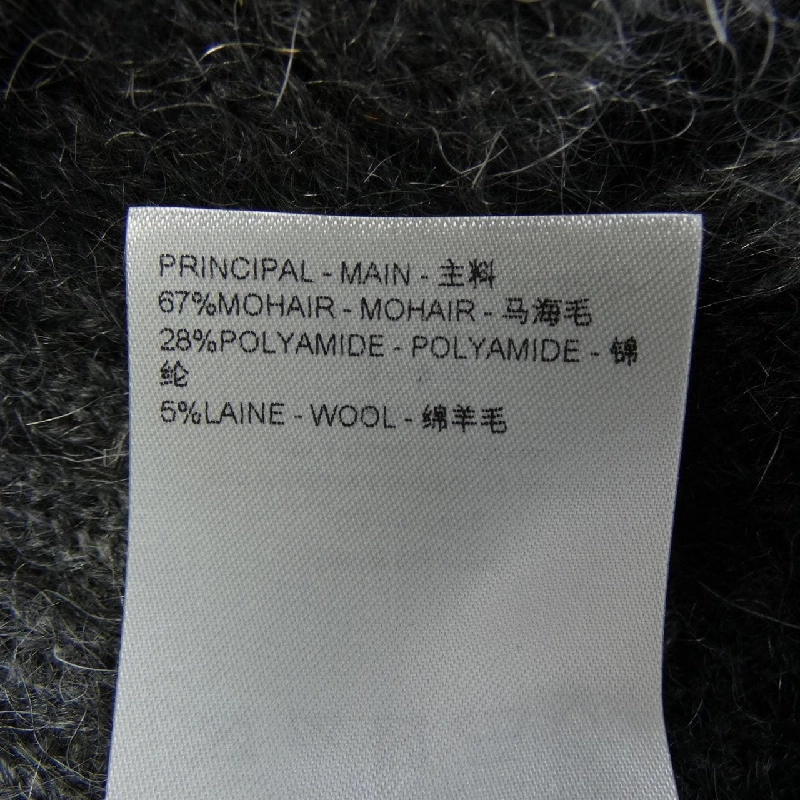 PRINCIPAL - MAIN - 主料
67%MOHAIR - MOHAIR - 马海毛
28%POLYAMIDE - POLYAMIDE - 锦
纶
5%LAINE - WOOL - 绵羊毛